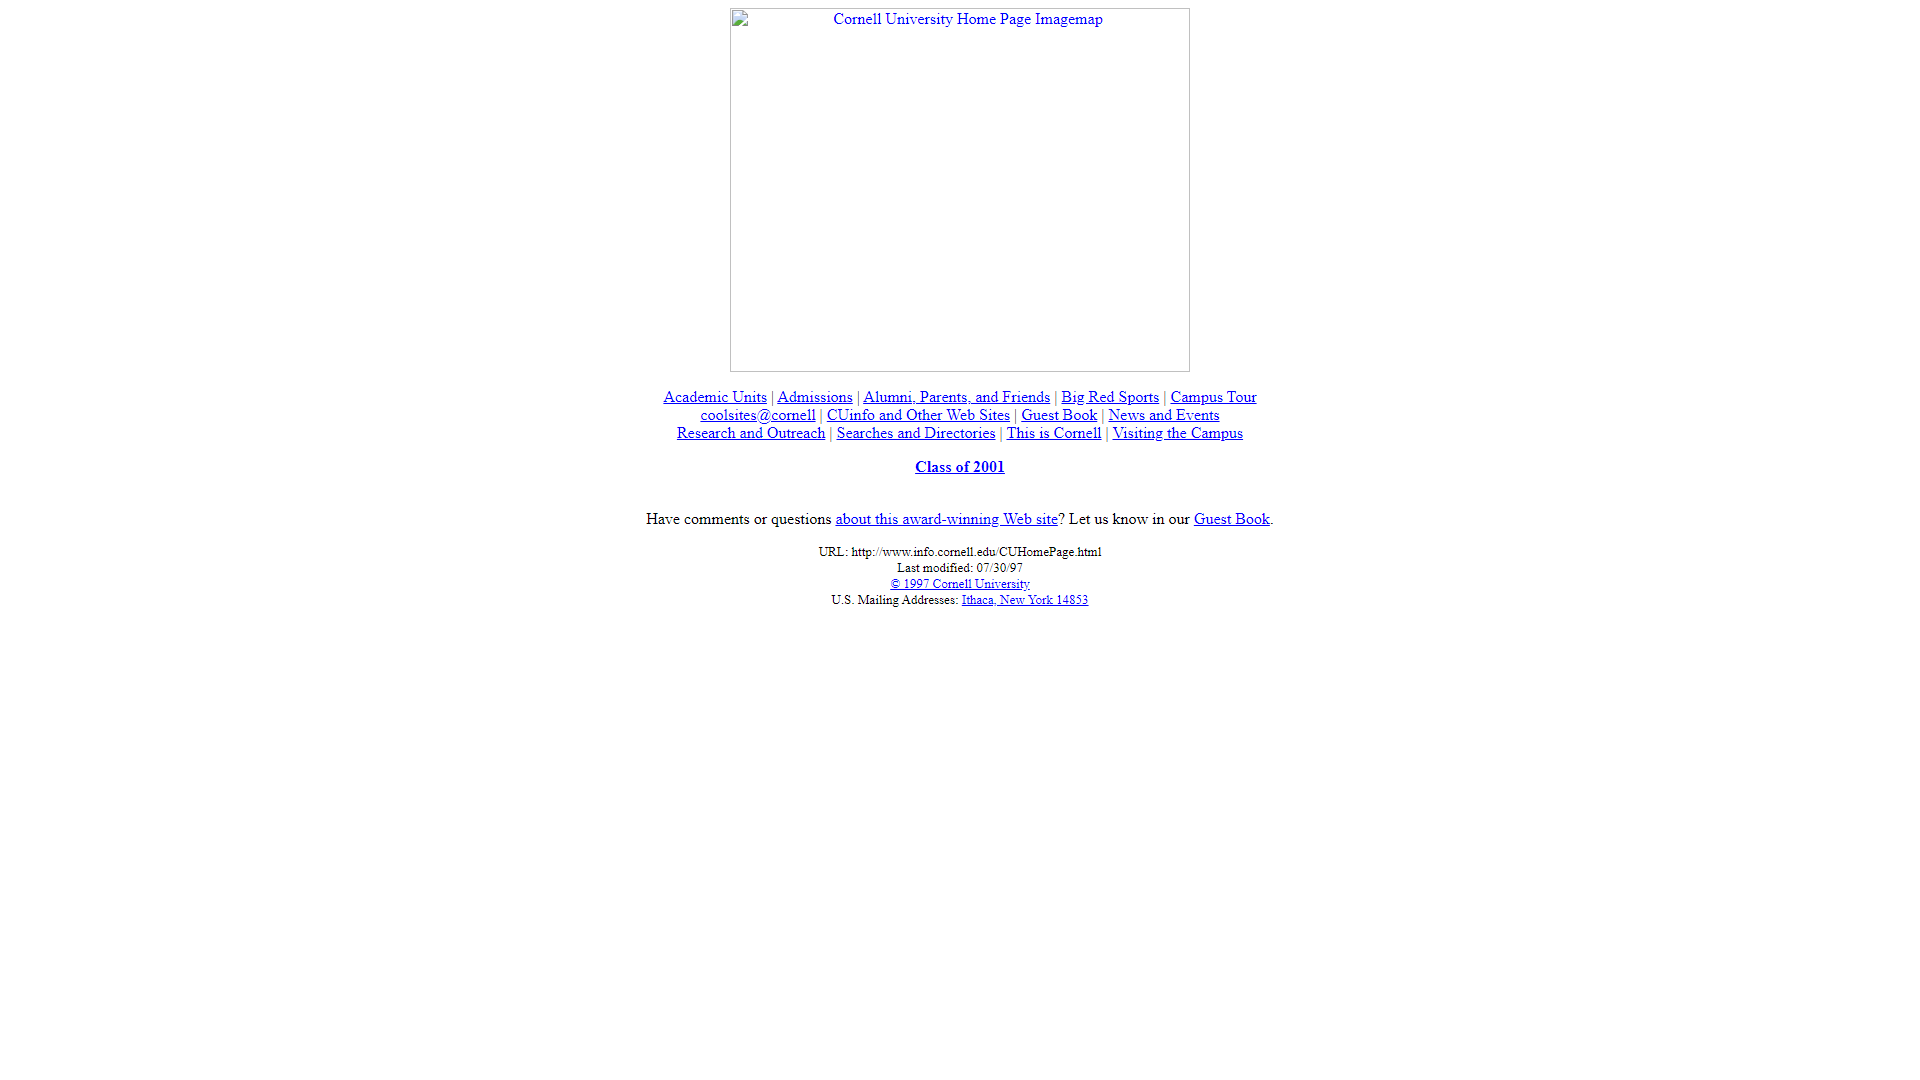 Cornell University Home Page Imagemap
Academic Units | Admissions | Alumni, Parents, and Friends | Big Red Sports | Campus Tour
coolsites@cornell | CUinfo and Other Web Sites | Guest Book | News and Events
Research and Outreach | Searches and Directories | This is Cornell | Visiting the Campus
Class of 2001
Have comments or questions about this award-winning Web site? Let us know in our Guest Book.
URL: http://www.info.cornell.edu/CUHomePage.html
Last modified: 07/30/97
© 1997 Cornell University
U.S. Mailing Addresses: Ithaca, New York 14853